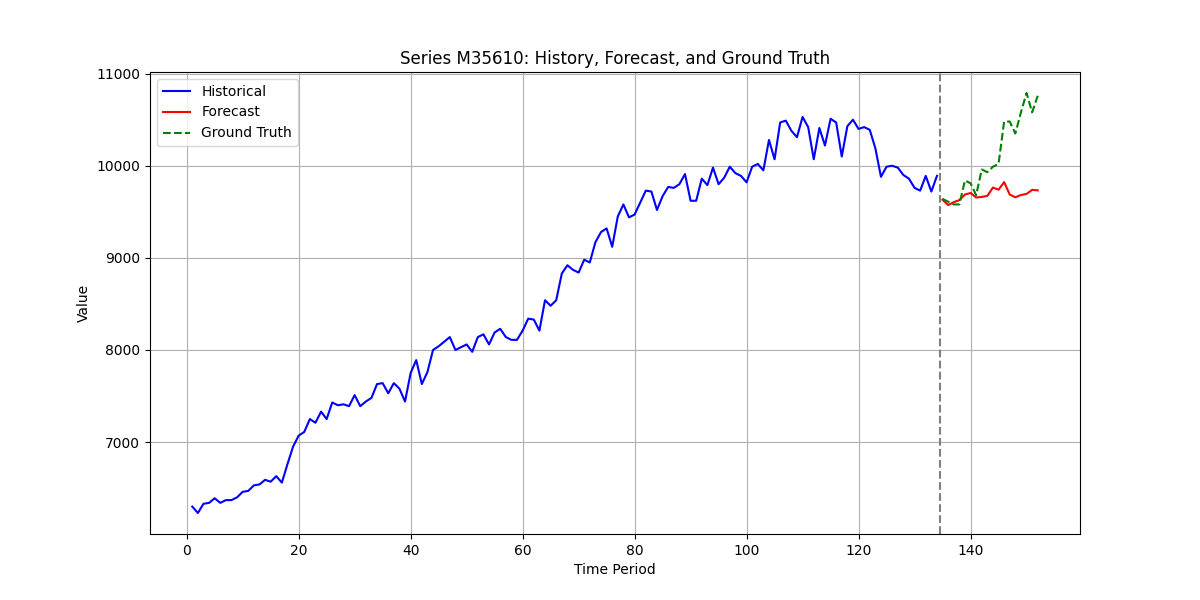 Series M35610: History, Forecast, and Ground Truth
Historical
Forecast
Ground Truth
11000
10000
9000
8000
7000
Value
0 20 40 60 80 100 120 140
Time Period